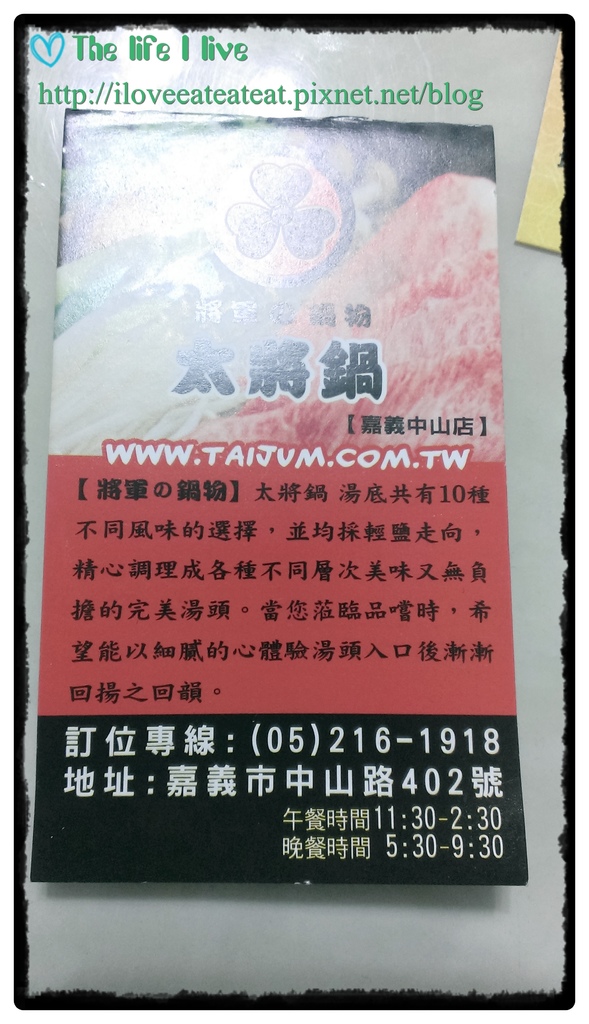 The life I live
http://iloveeateateat.pixnet.net/blog
將軍の鍋物
太將鍋
【嘉義中山店】
WWW.TAIJUM.COM.TW
【將軍の鍋物】太將鍋 湯底共有10種
不同風味的選擇，並均採輕鹽走向，
精心調理成各種不同層次美味又無負
擔的完美湯頭。當您蒞臨品嚐時，希
望能以細膩的心體驗湯頭入口後漸漸
回揚之回韻。
訂位專線:(05)216-1918
地址:嘉義市中山路402號
午餐時間11:30-2:30
晚餐時間 5:30-9:30